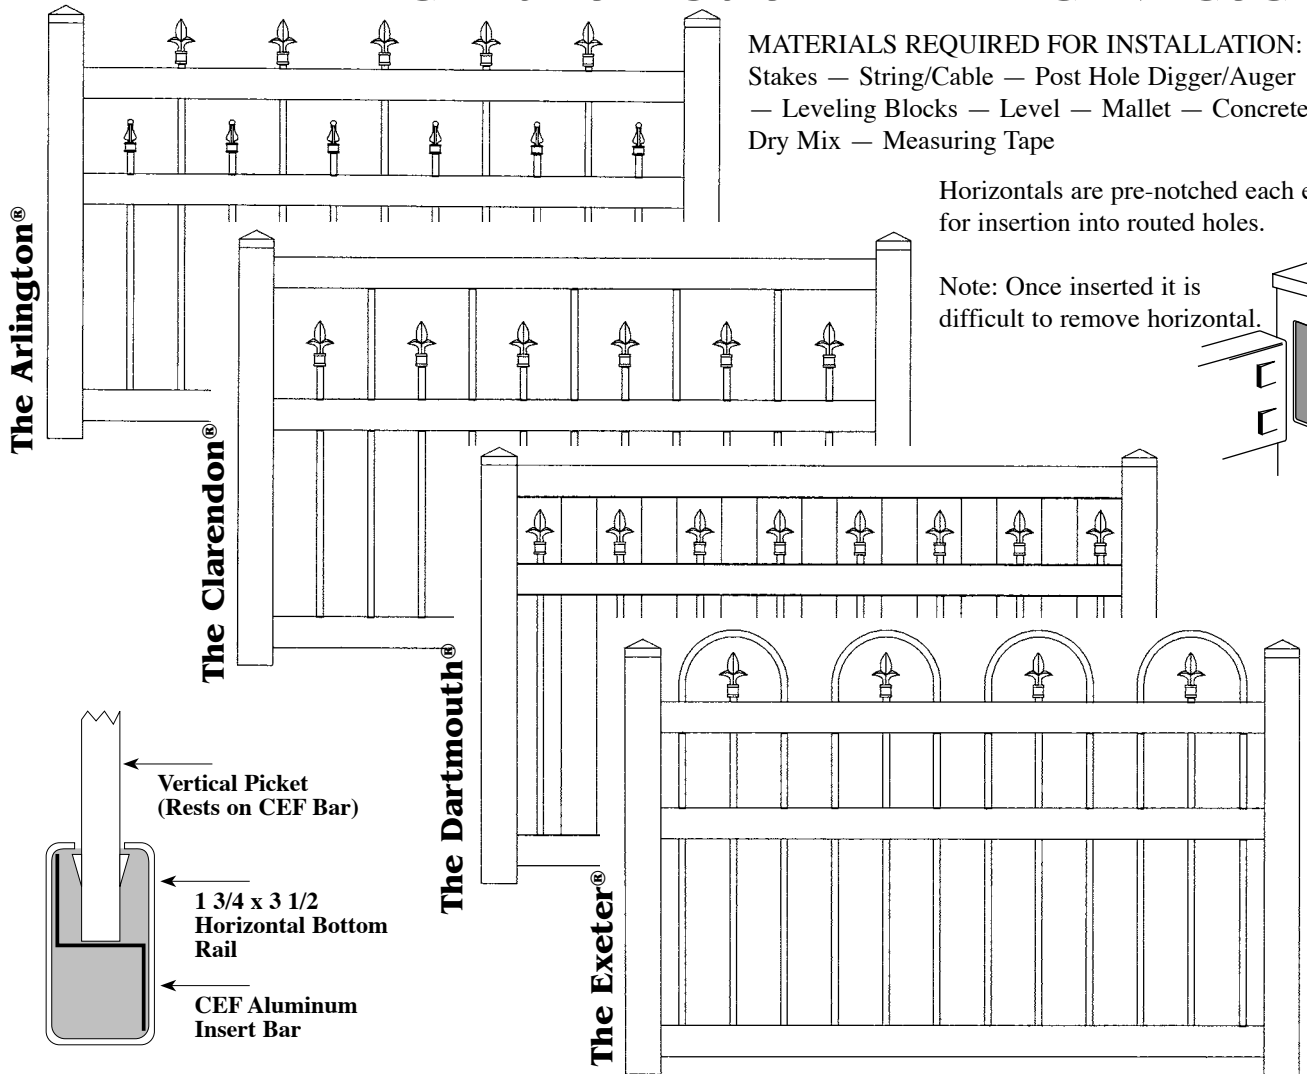 MATERIALS REQUIRED FOR INSTALLATION:
Stakes — String/Cable — Post Hole Digger/Auger
— Leveling Blocks — Level — Mallet — Concrete
Dry Mix — Measuring Tape
Horizontals are pre-notched each
for insertion into routed holes.
Note: Once inserted it is
difficult to remove horizontal.
The Arlington®
The Clarendon®
The Dartmouth®
The Exeter®
Vertical Picket
(Rests on CEF Bar)
1 3/4 x 3 1/2
Horizontal Bottom
Rail
CEF Aluminum
Insert Bar